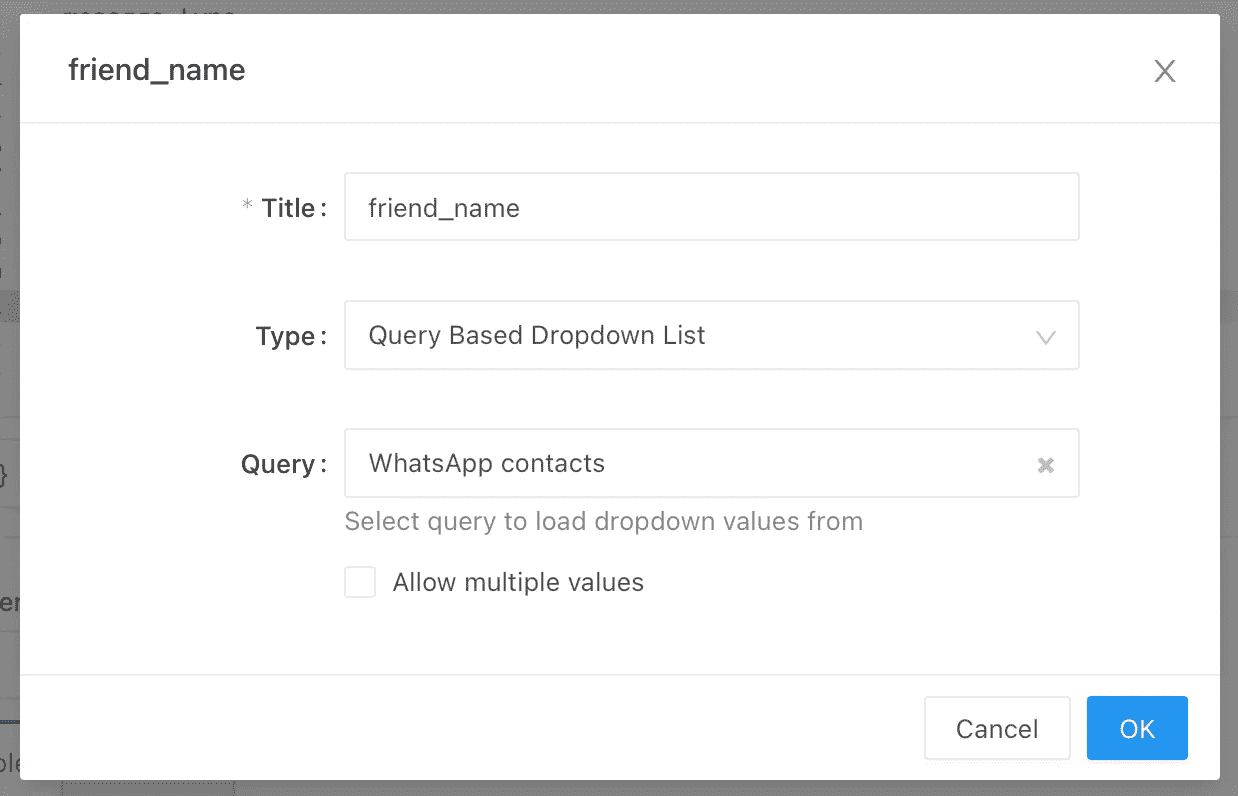 friend_name
* Title :
friend_name
Type :
Query Based Dropdown List
Query :
WhatsApp contacts
Select query to load dropdown values from
Allow multiple values
Cancel
OK